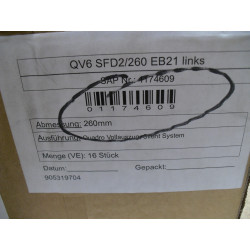 QV6 SFD2/260 EB21 links
SAP Nr.: 1174609
01174609
Abmessung: 260mm
Ausführung: Quadro Vollauszug Silent System
Menge (VE): 16 Stück
Datum: Gepackt:
905319704